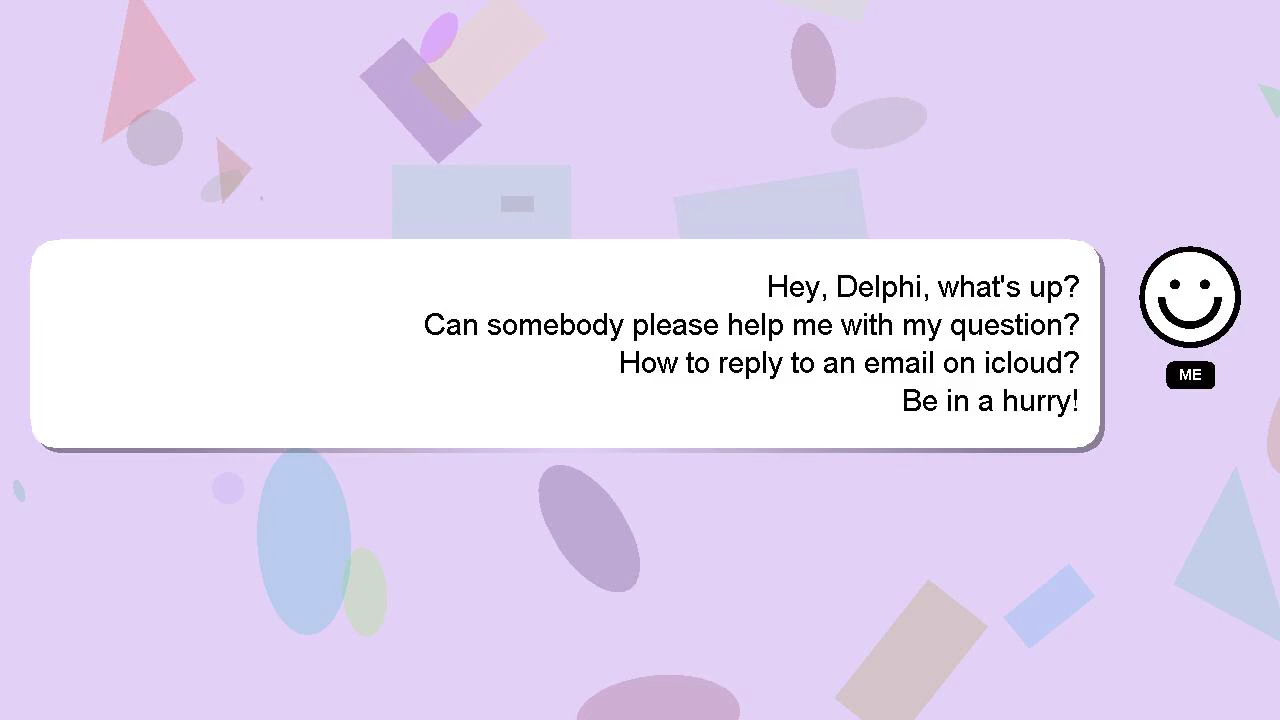 Hey, Delphi, what's up?
Can somebody please help me with my question?
How to reply to an email on icloud?
Be in a hurry!
ME